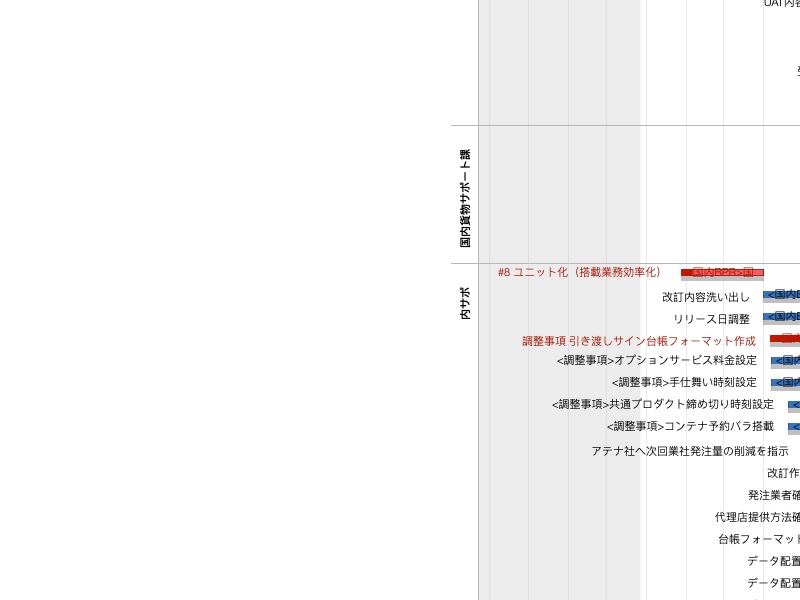 UAT内容
国内貨物サポート課
#8 ユニット化（搭載業務効率化）
国内BPR>国
内サポ
改訂内容洗い出し
<国内B
リリース日調整
<国内B
調整事項 引き渡しサイン台帳フォーマット作成
国内
<調整事項>オプションサービス料金設定
<国内
<調整事項>手仕舞い時刻設定
<国内
<調整事項>共通プロダクト締め切り時刻設定
<
<調整事項>コンテナ予約バラ搭載
<
アテナ社へ次回業社発注量の削減を指示
改訂作
発注業者確
代理店提供方法確
台帳フォーマット
データ配置
データ配置